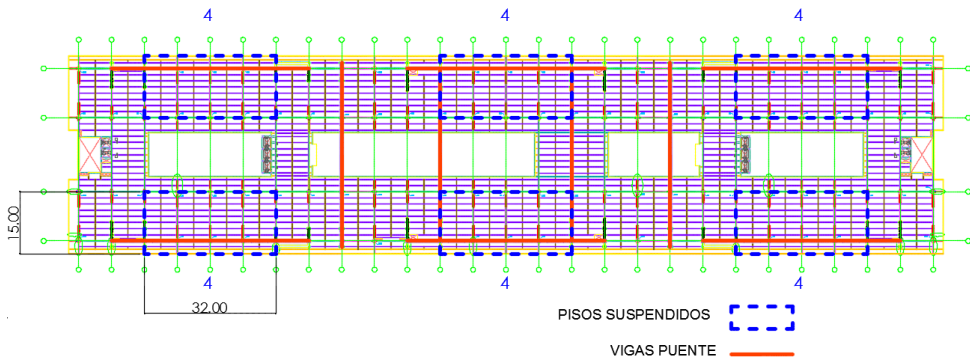 4 4 4
15.00
4 4 4
32.00
PISOS SUSPENDIDOS
VIGAS PUENTE